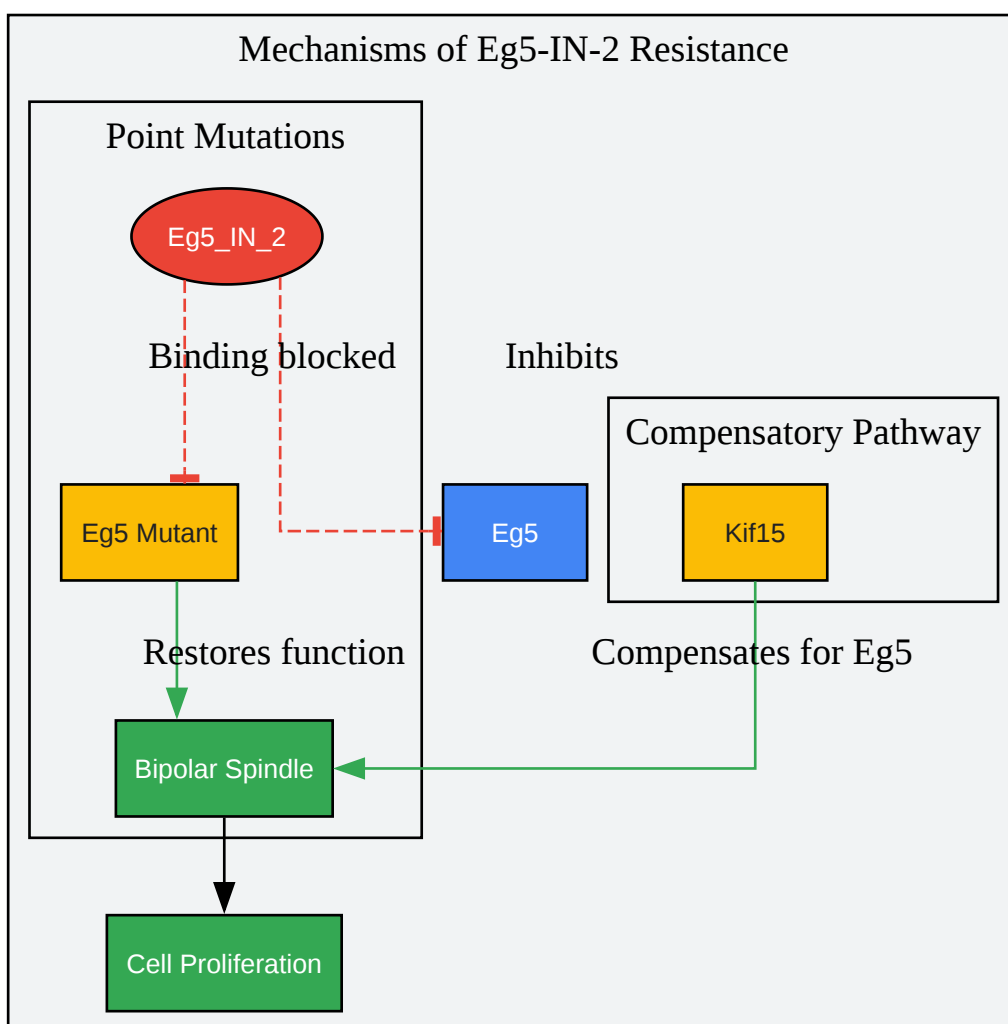 Mechanisms of Eg5-IN-2 Resistance
Point Mutations
Eg5_IN_2
Binding blocked
Inhibits
Compensatory Pathway
Eg5 Mutant
Eg5
Kif15
Restores function
Compensates for Eg5
Bipolar Spindle
Cell Proliferation